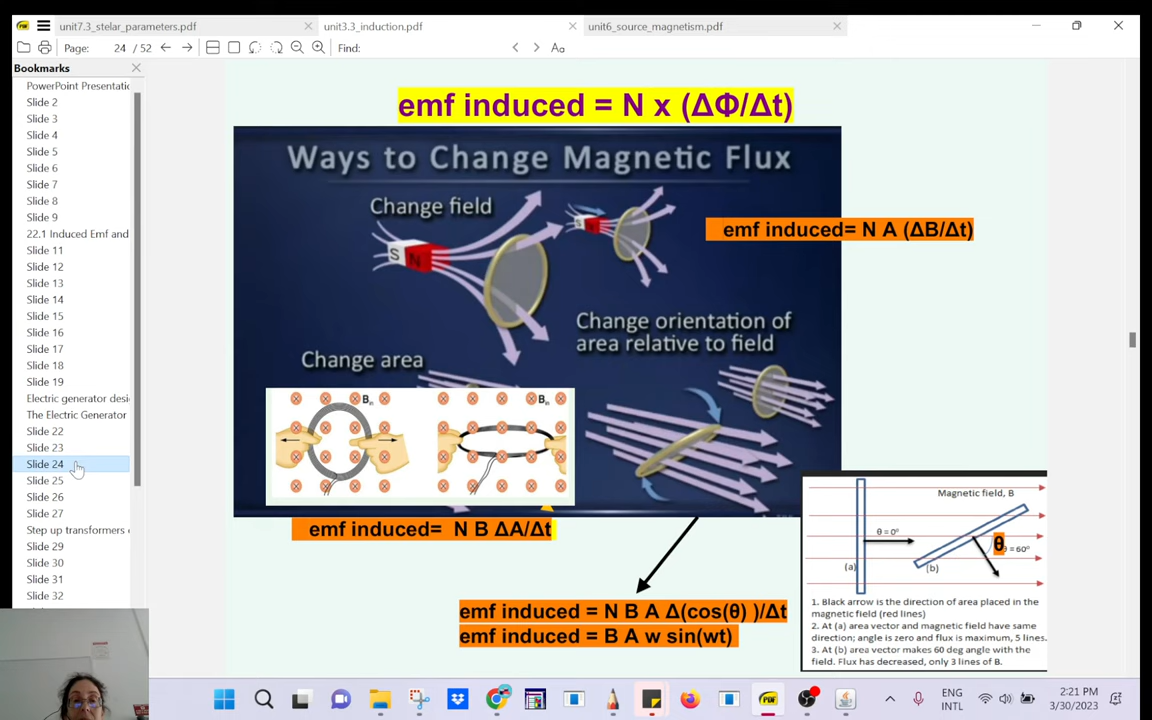 unit7.3_stelar_parameters.pdf
unit3.3_induction.pdf
unit6_source_magnetism.pdf
Page: 24 / 52
Find:
Aa
Bookmarks
PowerPoint Presentatic
Slide 2
Slide 3
Slide 4
Slide 5
Slide 6
Slide 7
Slide 8
Slide 9
22.1 Induced Emf and
Slide 11
Slide 12
Slide 13
Slide 14
Slide 15
Slide 16
Slide 17
Slide 18
Slide 19
Electric generator desi
The Electric Generator
Slide 22
Slide 23
Slide 24
Slide 25
Slide 26
Slide 27
Step up transformers
Slide 29
Slide 30
Slide 31
Slide 32
emf induced = N x (ΔΦ/Δt)
Ways to Change Magnetic Flux
Change field
S N
S N
emf induced= N A (ΔB/Δt)
Change orientation of
area relative to field
Change area
Bin
Bin
emf induced= N B ΔA/Δt
emf induced = N B A Δ(cos(θ) )/Δt
emf induced = B A w sin(wt)
Magnetic field, B
θ = 0°
θ = 60°
(a)
(b)
1. Black arrow is the direction of area placed in the
magnetic field (red lines)
2. At (a) area vector and magnetic field have same
direction; angle is zero and flux is maximum, 5 lines.
3. At (b) area vector makes 60 deg angle with the
field. Flux has decreased, only 3 lines of B.
ENG
INTL
2:21 PM
3/30/2023